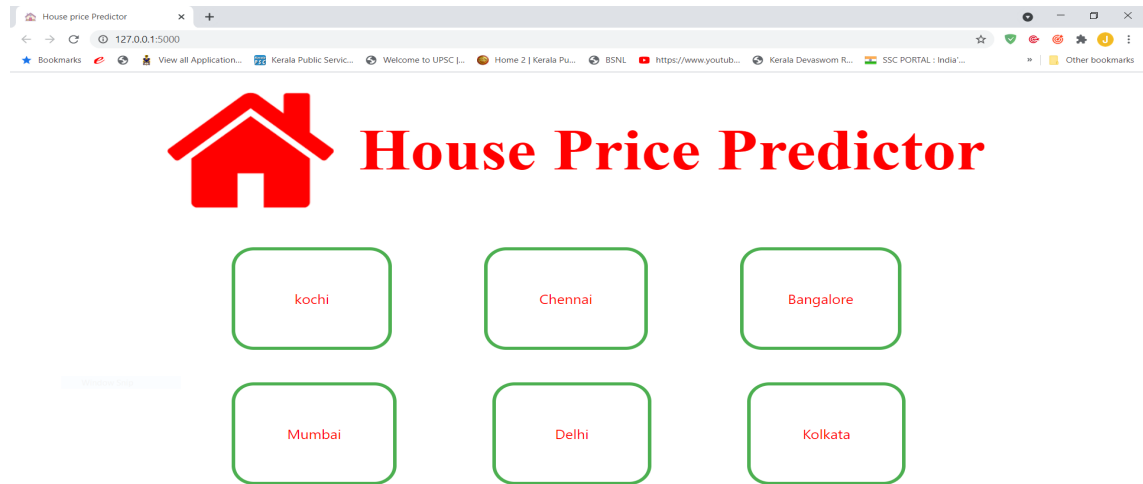 House price Predictor
127.0.0.1:5000
J
Bookmarks View all Application... Kerala Public Servic... Welcome to UPSC |... Home 2 | Kerala Pu... BSNL https://www.youtub... Kerala Devaswom R... SSC PORTAL : India'... » Other bookmarks
House Price Predictor
kochi Chennai Bangalore
Mumbai Delhi Kolkata